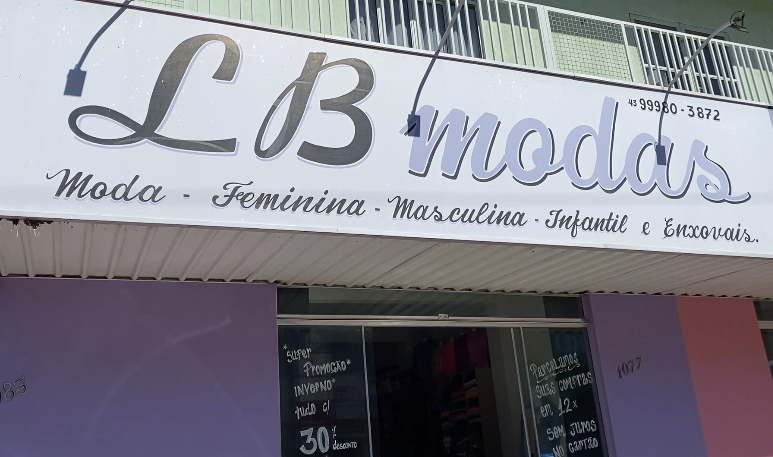 LB modas
43 99980-3872
Moda - Feminina - Masculina - Infantil e Enxovais.
*Super
Promoção*
INVERNO*
tudo c/
30% desconto
Parcelamos
suas compras
em 12x
SEM JUROS
NO CARTÃO
1077